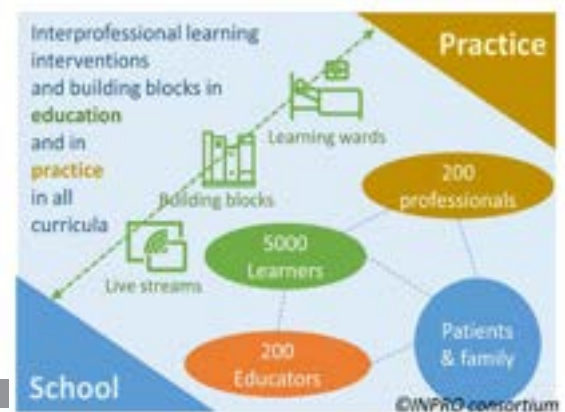 Interprofessional learning
interventions
and building blocks in
education
and in
practice
in all
curricula
Practice
Learning wards
Building blocks
Live streams
200
professionals
5000
Learners
200
Educators
Patients
& family
School
©INPRO consortium